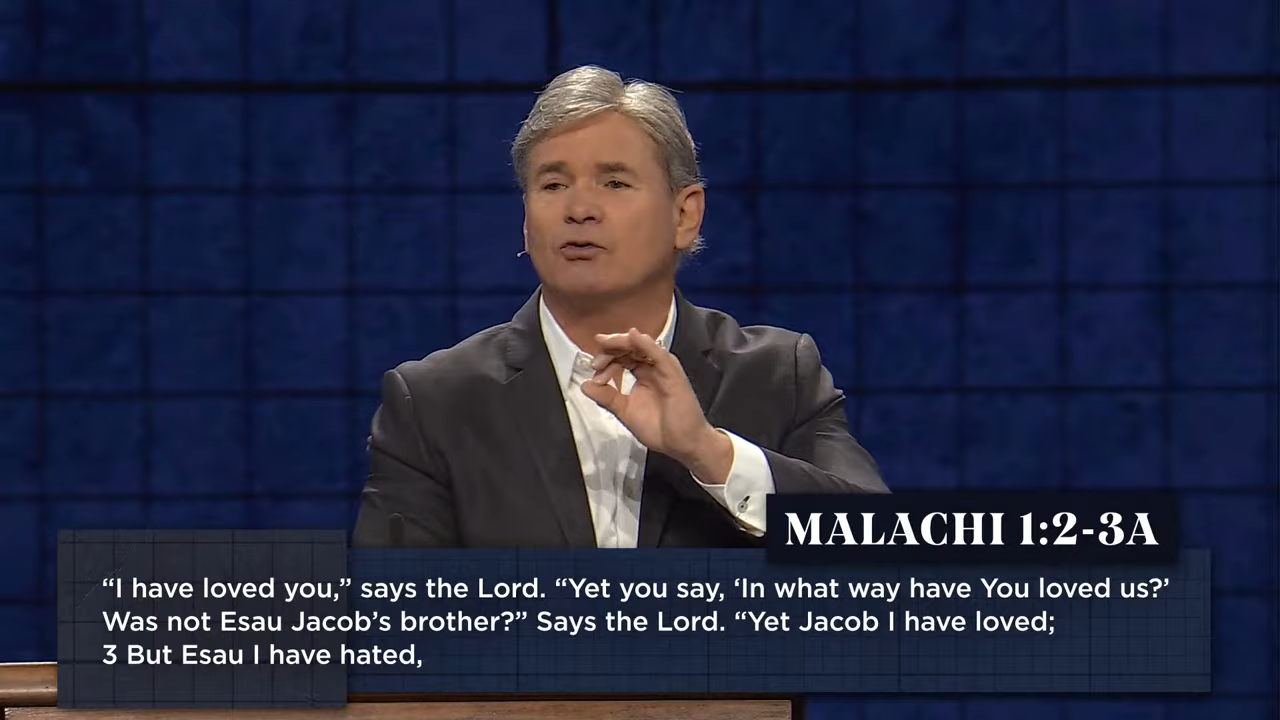 MALACHI 1:2-3A
“I have loved you,” says the Lord. “Yet you say, ‘In what way have You loved us?’
Was not Esau Jacob’s brother?” Says the Lord. “Yet Jacob I have loved;
3 But Esau I have hated,